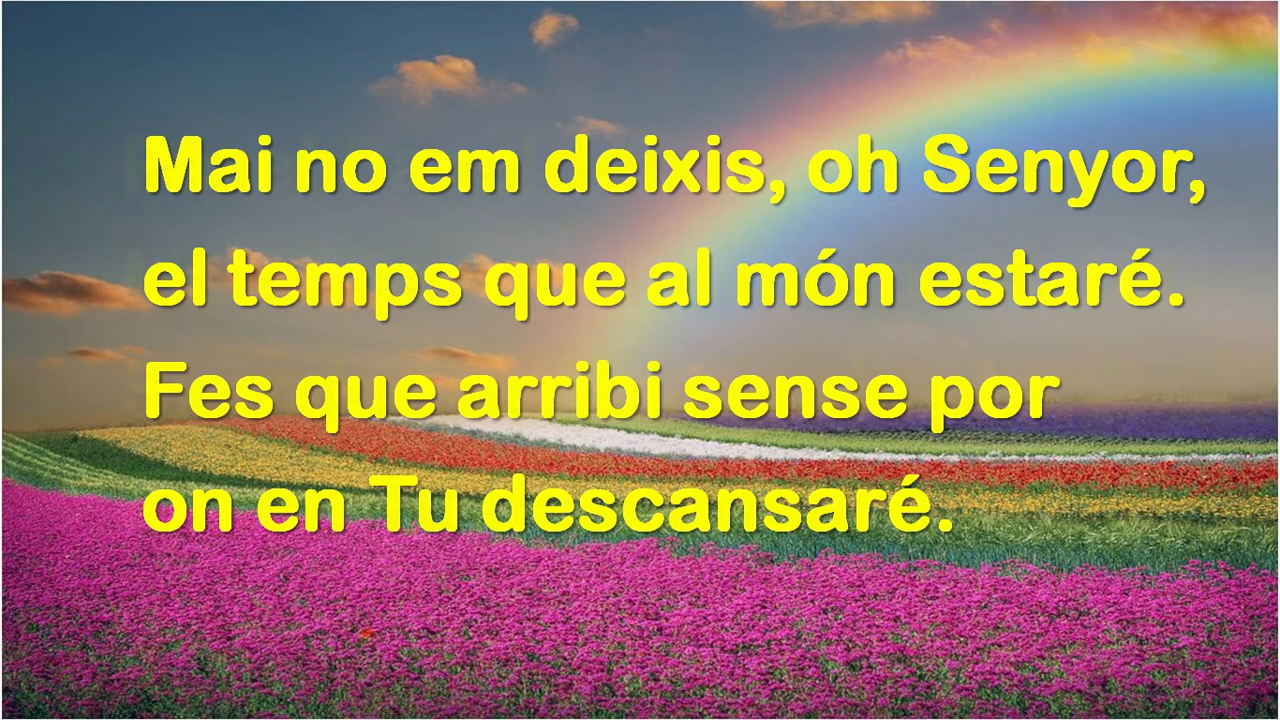 Mai no em deixis, oh Senyor,
el temps que al món estaré.
Fes que arribi sense por
on en Tu descansaré.